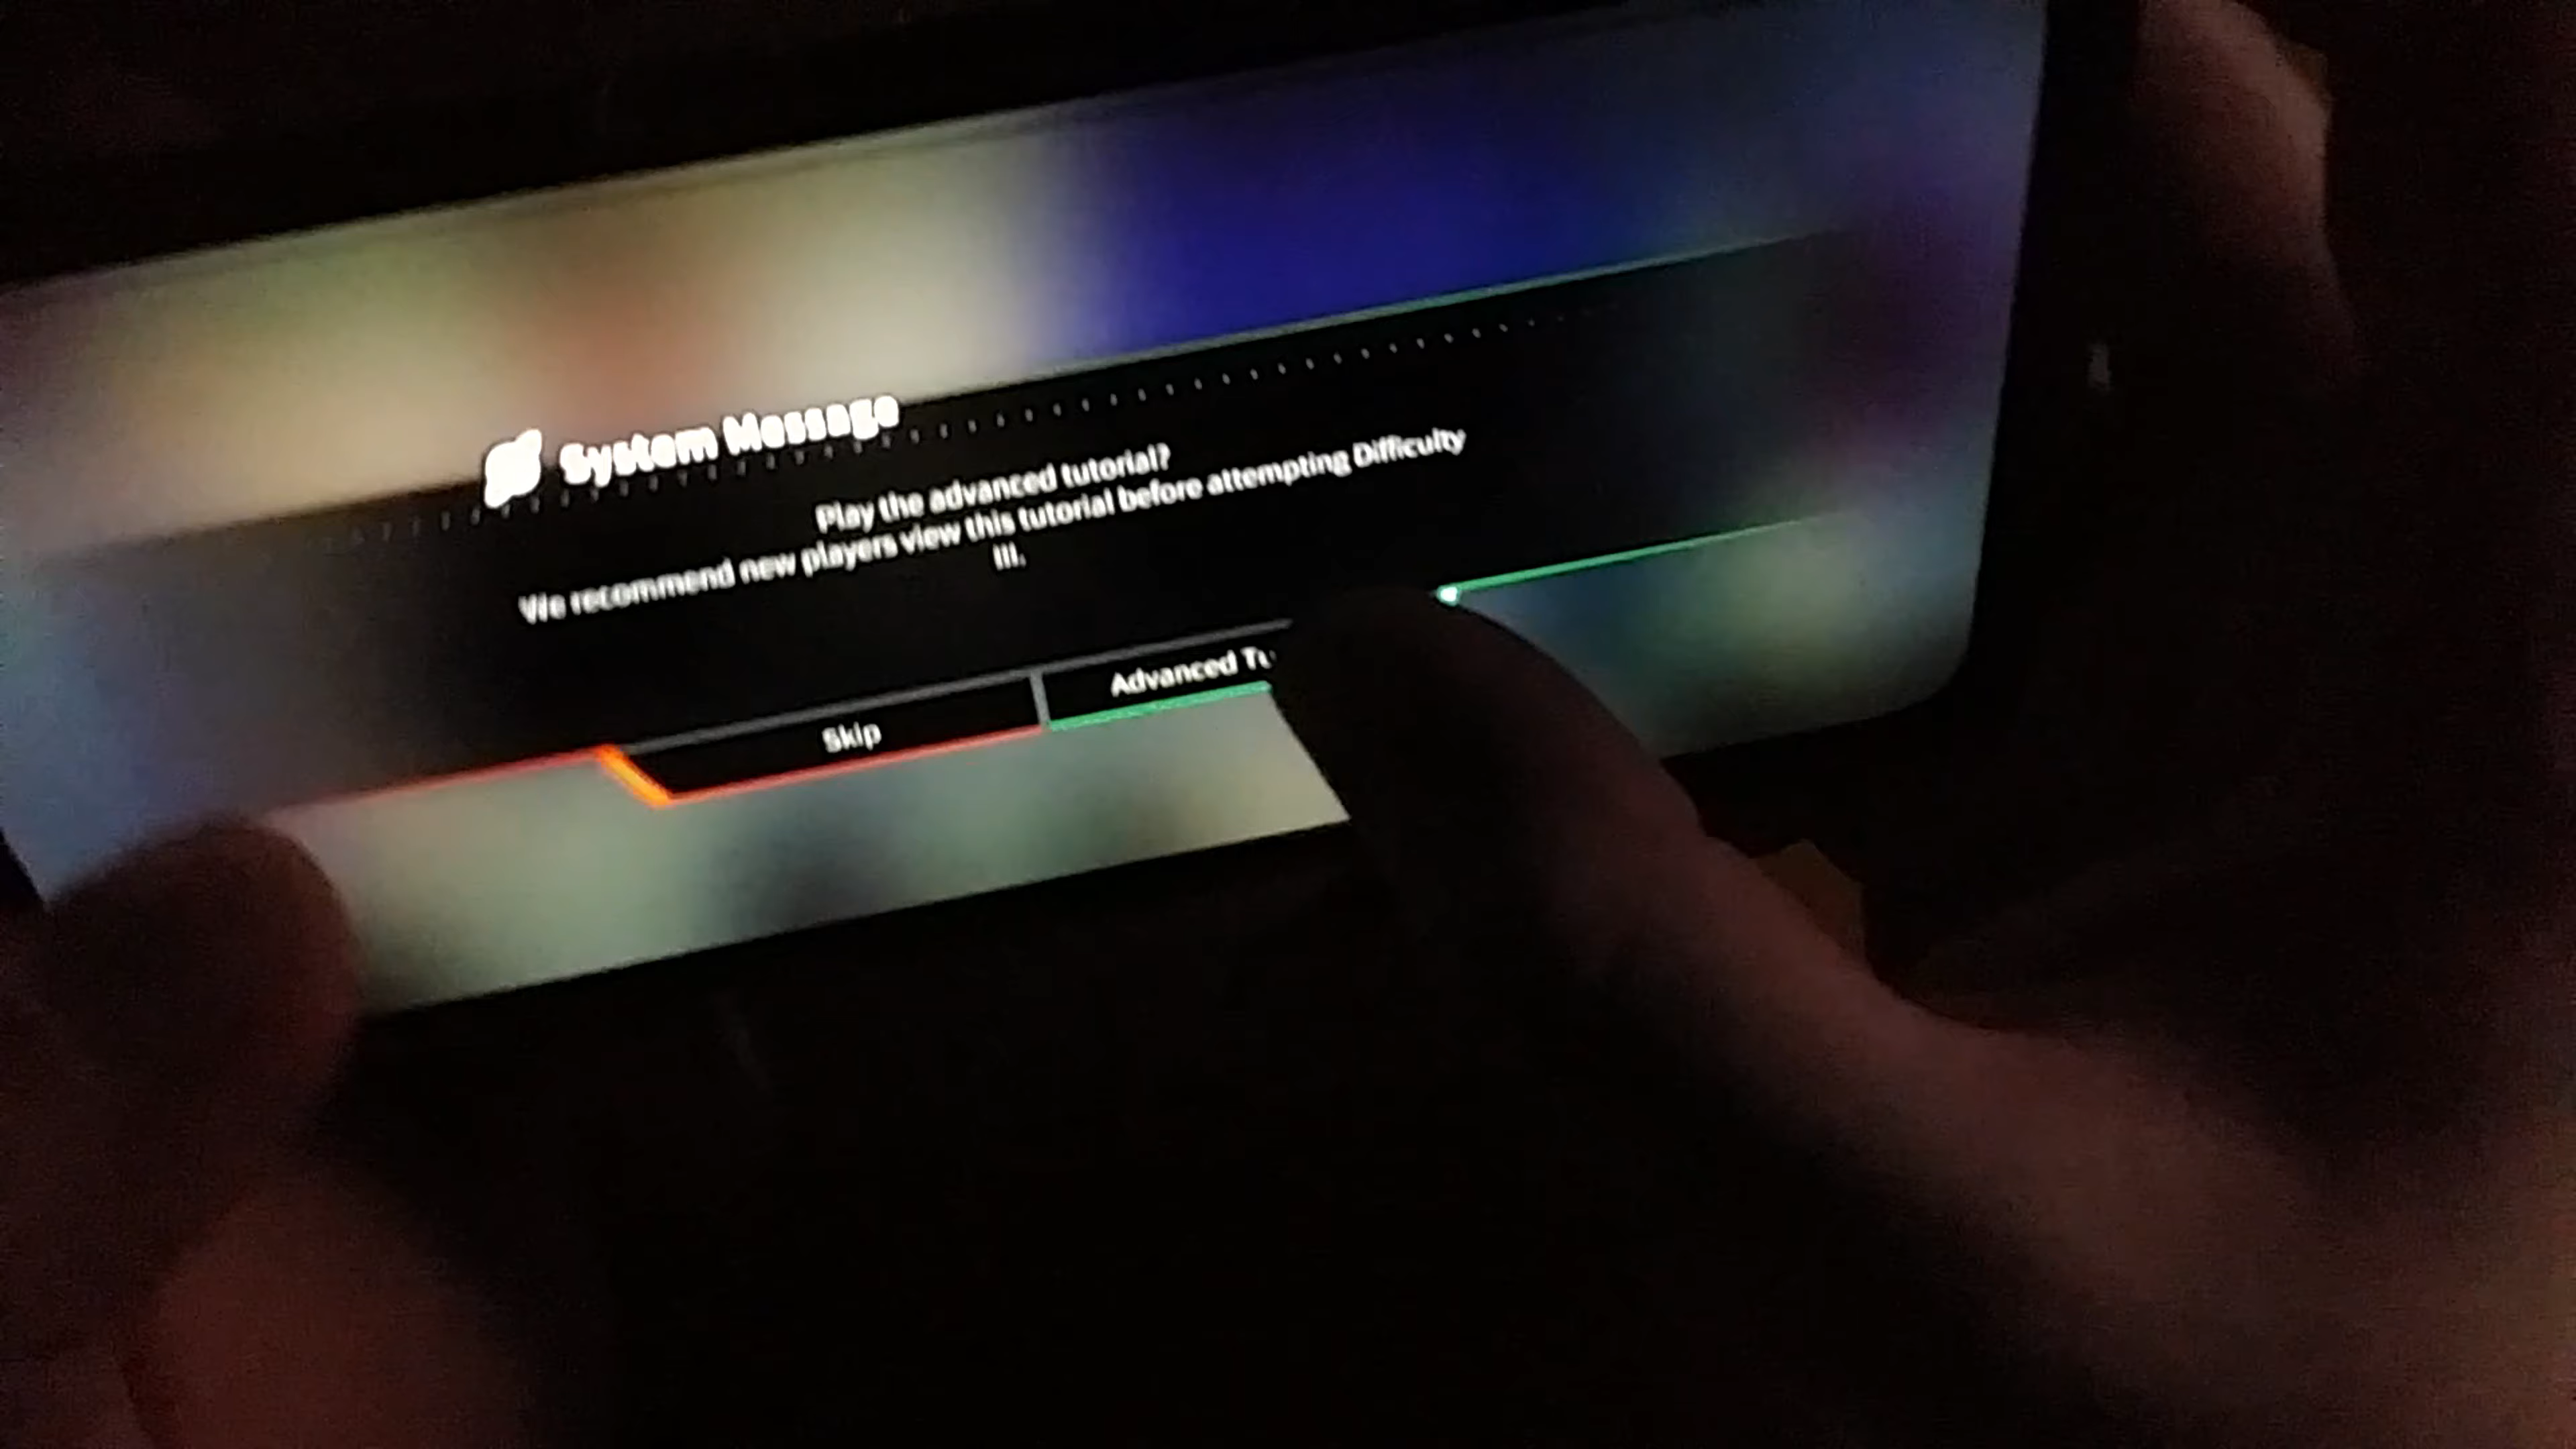 System Message
Play the advanced tutorial?
We recommend new players view this tutorial before attempting Difficulty
III.
Skip
Advanced